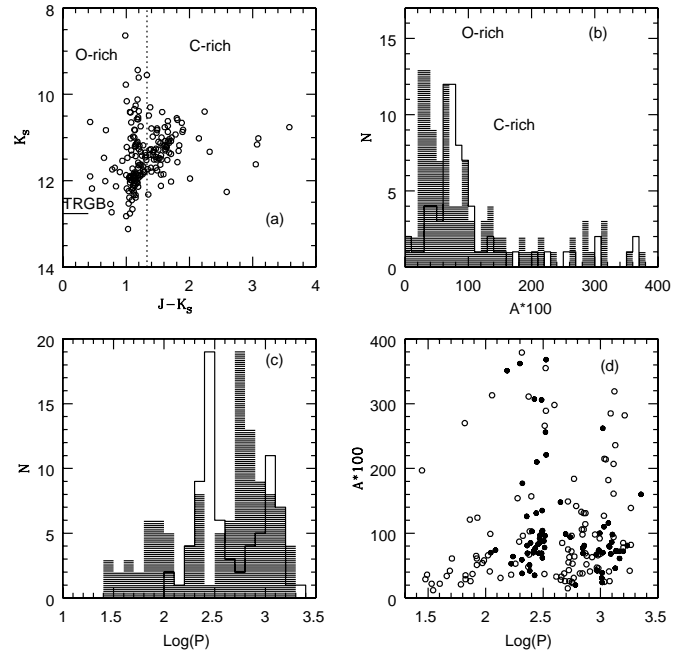 8
10
12
14
K_S
O-rich
C-rich
TRGB
(a)
0 1 2 3 4
J−K_S
15
10
5
0
N
O-rich
(b)
C-rich
0 100 200 300 400
A*100
20
15
10
5
0
N
(c)
1 1.5 2 2.5 3 3.5
Log(P)
400
300
200
100
0
A*100
(d)
1.5 2 2.5 3 3.5
Log(P)